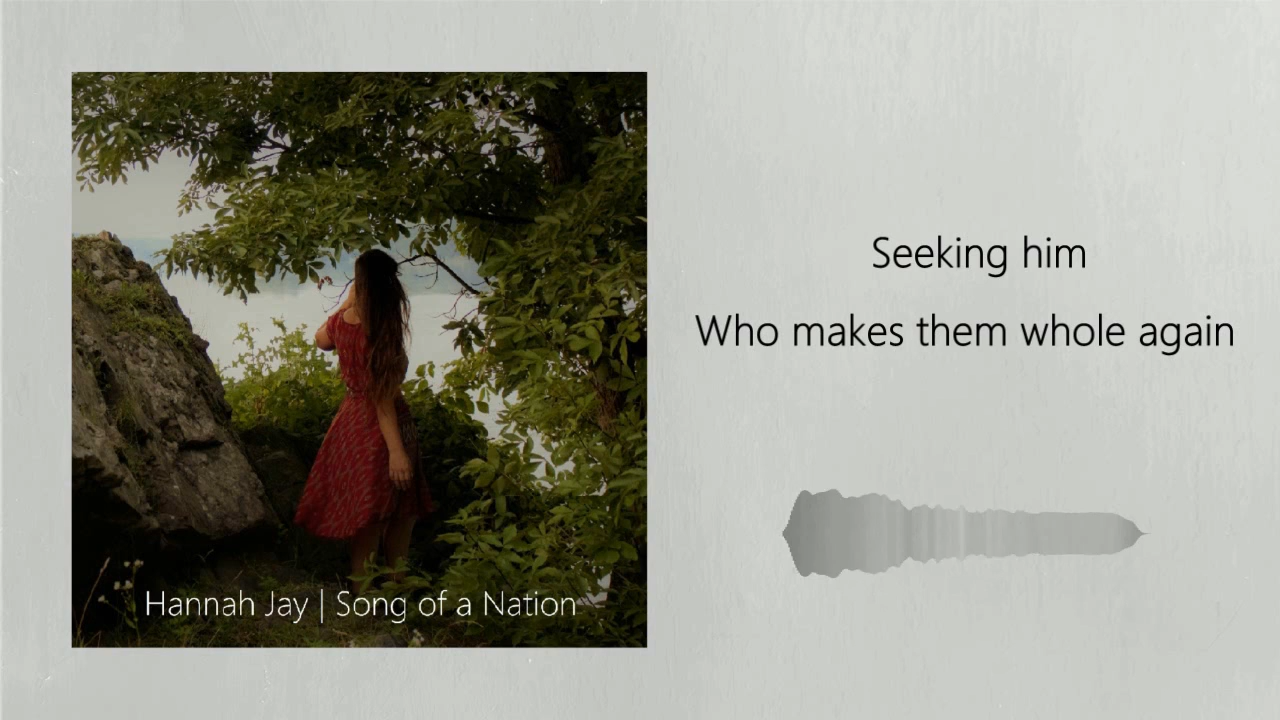 Seeking him
Who makes them whole again
Hannah Jay | Song of a Nation